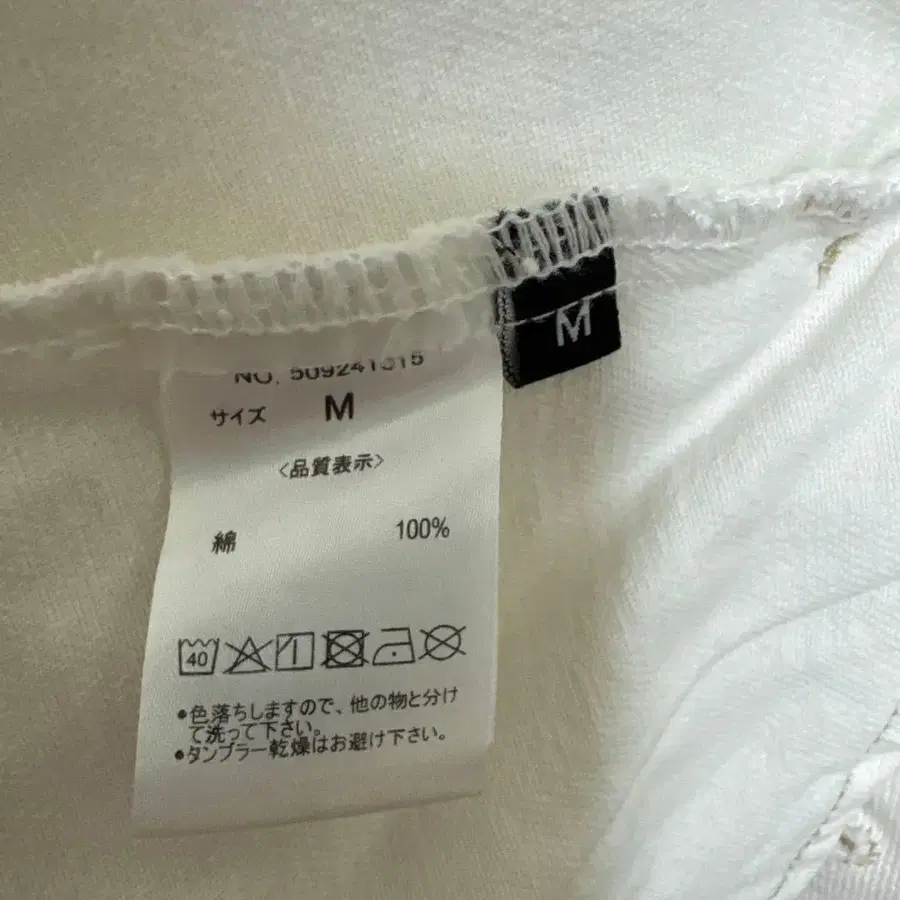 M
NO. 509241315
サイズ M
〈品質表示〉
綿 100%
40
•色落ちしますので、他の物と分け
て洗って下さい。
•タンブラー乾燥はお避け下さい。